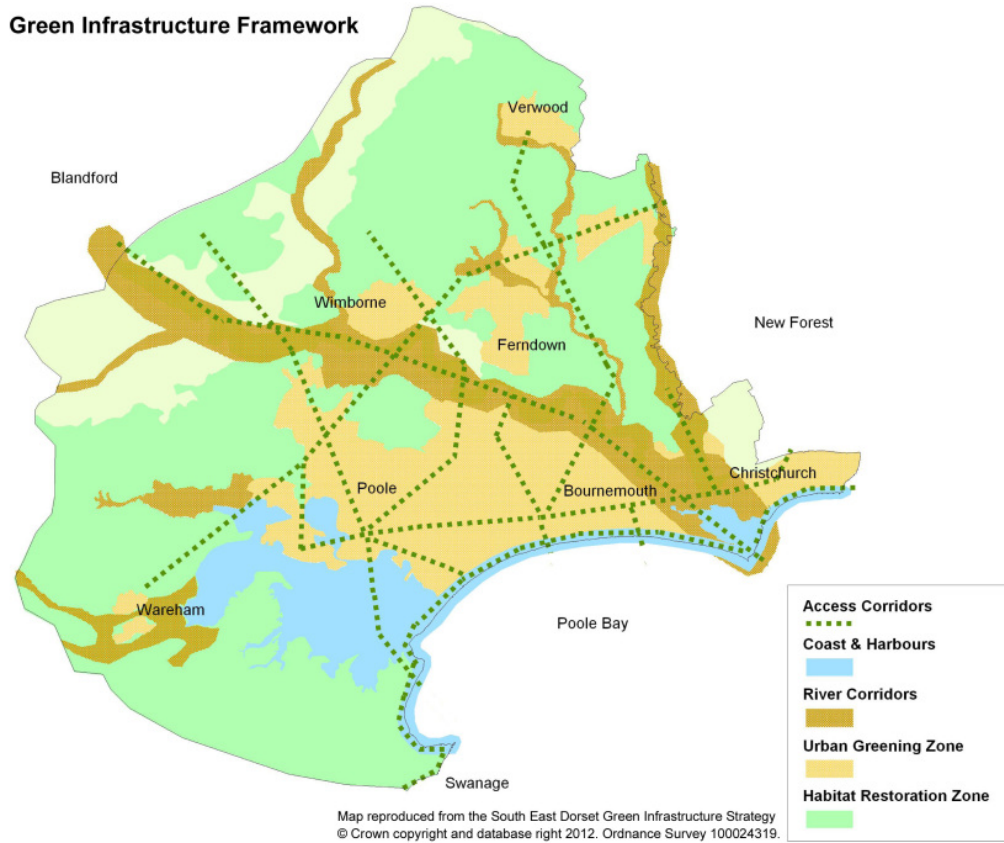 Green Infrastructure Framework
Verwood
Blandford
Wimborne
New Forest
Ferndown
Christchurch
Poole
Bournemouth
Wareham
Poole Bay
Swanage
Access Corridors
Coast & Harbours
River Corridors
Urban Greening Zone
Habitat Restoration Zone
Map reproduced from the South East Dorset Green Infrastructure Strategy
© Crown copyright and database right 2012. Ordnance Survey 100024319.